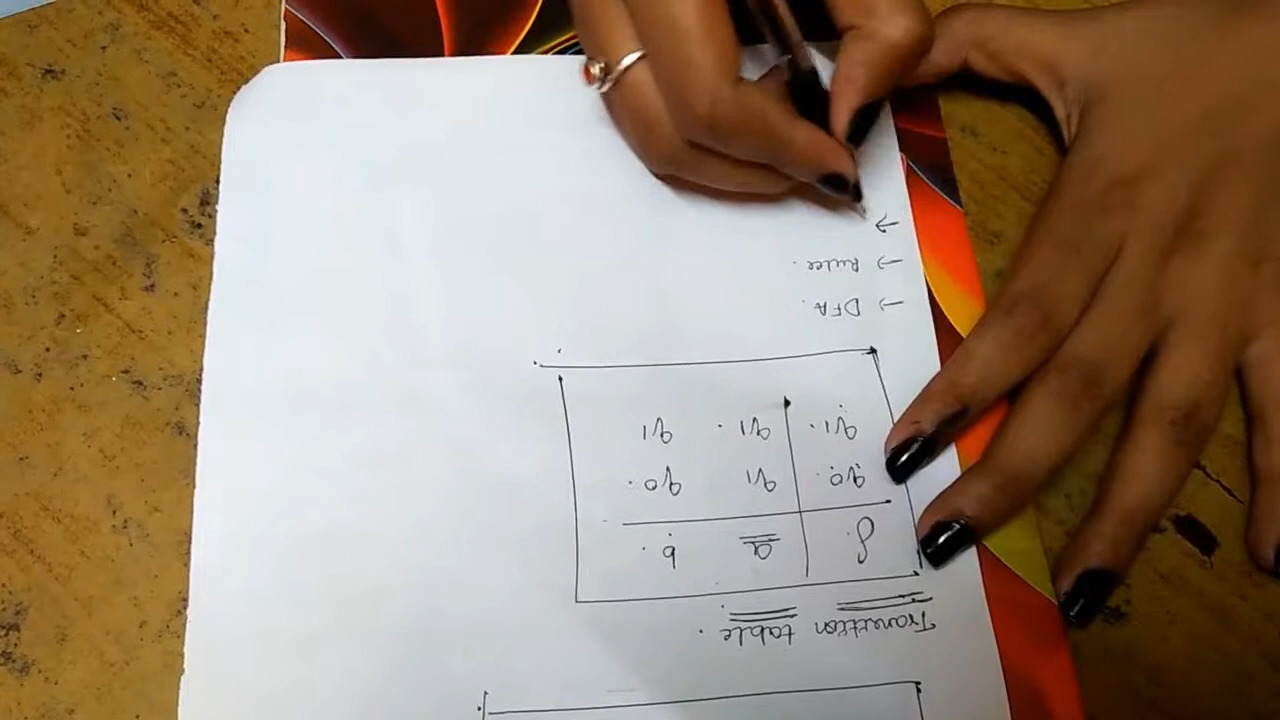 Transition table.
δ a b
q0 q1 q0
q1 q1 q1
→ DFA.
→ Rules.
→